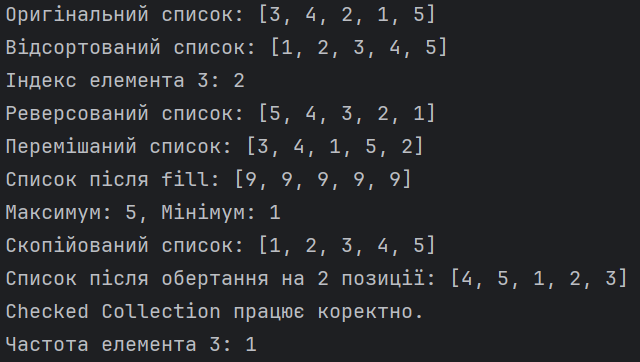 Оригінальний список: [3, 4, 2, 1, 5]
Відсортований список: [1, 2, 3, 4, 5]
Індекс елемента 3: 2
Реверсований список: [5, 4, 3, 2, 1]
Перемішаний список: [3, 4, 1, 5, 2]
Список після fill: [9, 9, 9, 9, 9]
Максимум: 5, Мінімум: 1
Скопійований список: [1, 2, 3, 4, 5]
Список після обертання на 2 позиції: [4, 5, 1, 2, 3]
Checked Collection працює коректно.
Частота елемента 3: 1